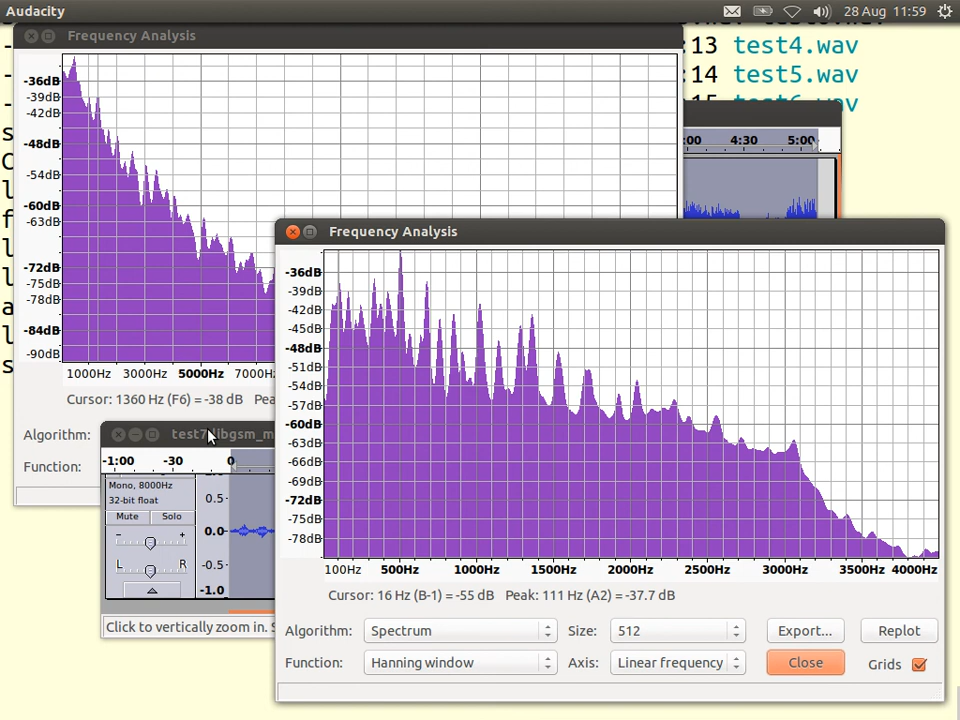 Audacity
28 Aug 11:59
:13 test4.wav
:14 test5.wav
Frequency Analysis
-36dB
-39dB
-42dB
-48dB
-54dB
-60dB
-63dB
-72dB
-75dB
-78dB
-84dB
-90dB
1000Hz 3000Hz 5000Hz 7000Hz
Cursor: 1360 Hz (F6) = -38 dB
Algorithm:
Function:
:00 4:30 5:00
-1:00 -30 0
Mono, 8000Hz
32-bit float
Mute Solo
- +
L R
0.5
0.0
-0.5
-1.0
Click to vertically zoom in.
Frequency Analysis
-36dB
-39dB
-42dB
-45dB
-48dB
-51dB
-54dB
-57dB
-60dB
-63dB
-66dB
-69dB
-72dB
-75dB
-78dB
100Hz 500Hz 1000Hz 1500Hz 2000Hz 2500Hz 3000Hz 3500Hz 4000Hz
Cursor: 16 Hz (B-1) = -55 dB Peak: 111 Hz (A2) = -37.7 dB
Algorithm: Spectrum Size: 512 Export... Replot
Function: Hanning window Axis: Linear frequency Close Grids